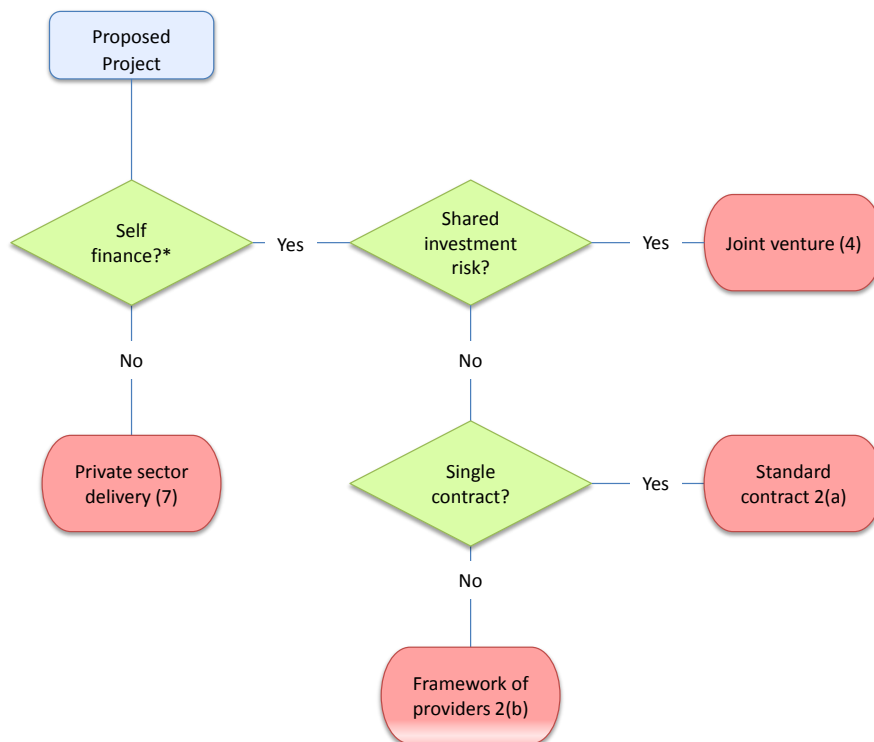 Proposed
Project
Self
finance?*
Yes
Shared
investment
risk?
Yes
Joint venture (4)
No
No
Private sector
delivery (7)
Single
contract?
Yes
Standard
contract 2(a)
No
Framework of
providers 2(b)